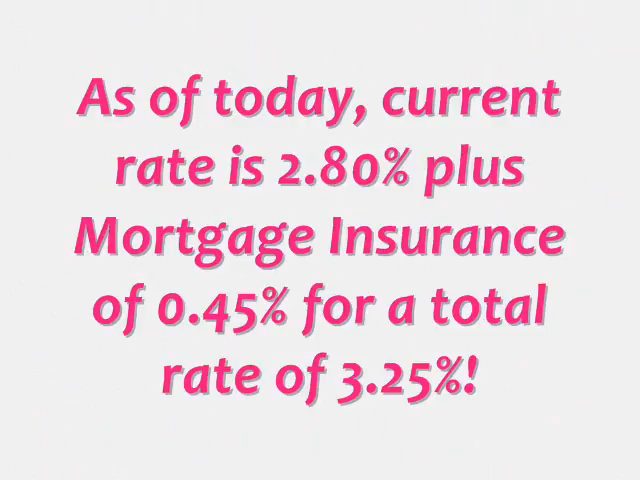 As of today, current
rate is 2.80% plus
Mortgage Insurance
of 0.45% for a total
rate of 3.25%!